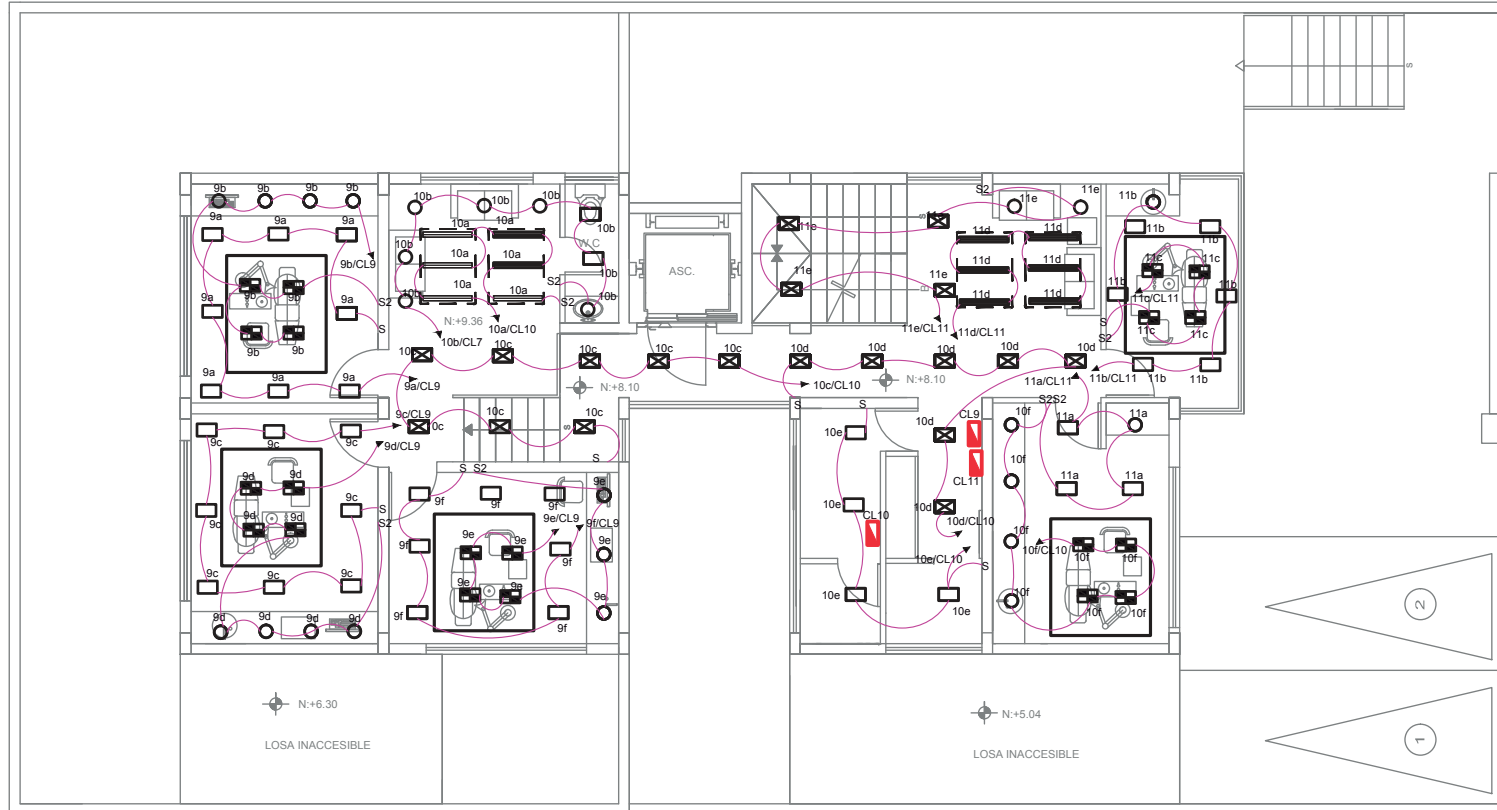 s
9b 9b 9b 9b
10b 10b 10b
S2 11e 11e
11b
9a 9a 9a
10a 10a
10b
11e
s
11d 11d
11b
W.C
10b
9b/CL9
10a 10a
10b
ASC.
11e
11e
11d 11d
11c 11c
11b
11b
9b 9b
S2
9a 9a
10b
10a 10a
S2 S2
10b
11d 11d
11c/CL11
S
N:+9.36
10a/CL10
10b/CL7
11e/CL11
11d/CL11
11c 11c
S
S2
9b 9b
10c
10c
10c
10c
10d
10d
10d
10d
10d
9a 9a 9a
9a/CL9
N:+8.10
10c/CL10
N:+8.10
11a/CL11
11b/CL11
11b 11b
9c/CL9
0c
10c
10c
s
S
S
S2S2
9c 9c 9c
9d/CL9
10e
10d
CL9
10f
11a
11a
S
S S2
9d 9d
9c 9c
S
S2
9f 9f 9f
9e
CL11
10f
11a 11a
10e
CL10
10d
10d/CL10
9e/CL9
9f/CL9
9d 9d
9f
9e 9e
9f
9e
10e/CL10
S
10f
10f/CL10
10f 10f
9c 9c 9c
9e 9e
9f
9f
9e
10e
10e
10f
10f 10f
9d 9d 9d 9d
2
N:+6.30
LOSA INACCESIBLE
N:+5.04
LOSA INACCESIBLE
1